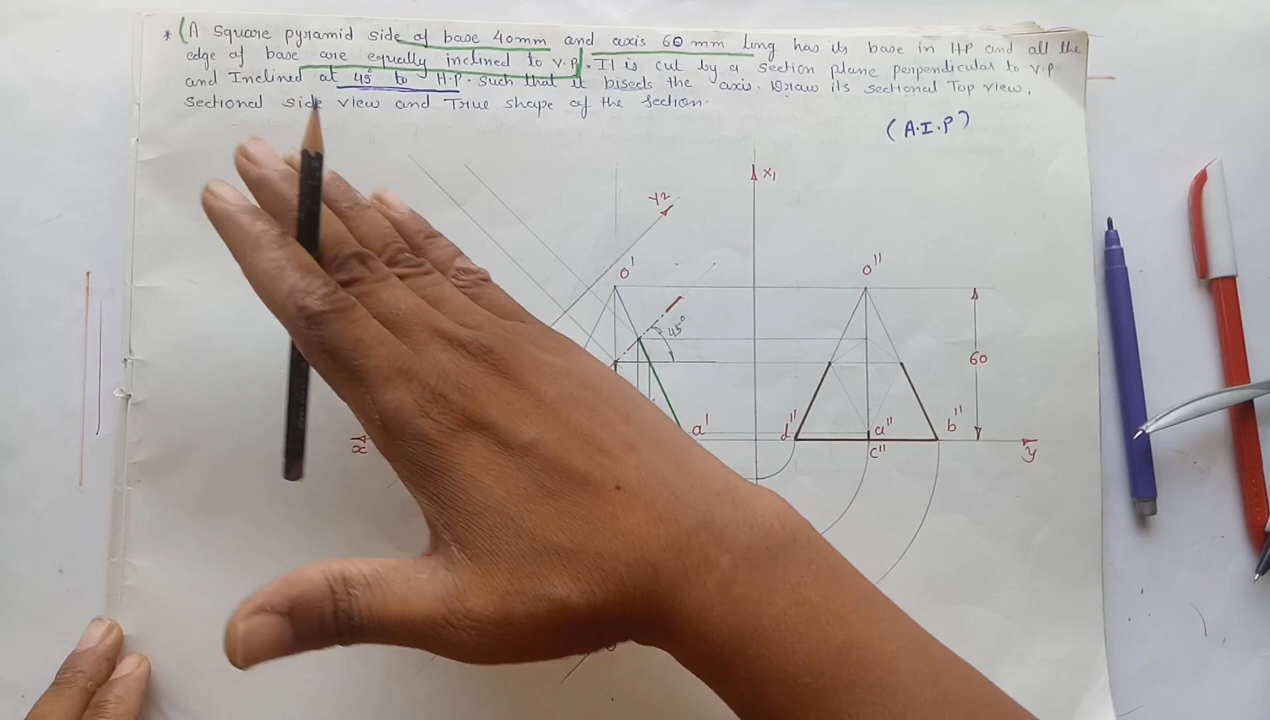 * (A Square pyramid side of base 40mm and axis 60 mm long has its base in HP and all the
edge of base are equally inclined to V.P). It is cut by a section plane perpendicular to V.P
and Inclined at 45° to H.P. Such that it bisects the axis. Draw its sectional Top view,
Sectional side view and True shape of the section.
(A.I.P)
x1
Y2
o'
o''
45°
60
a'
d''
a''
b''
c''
x
y